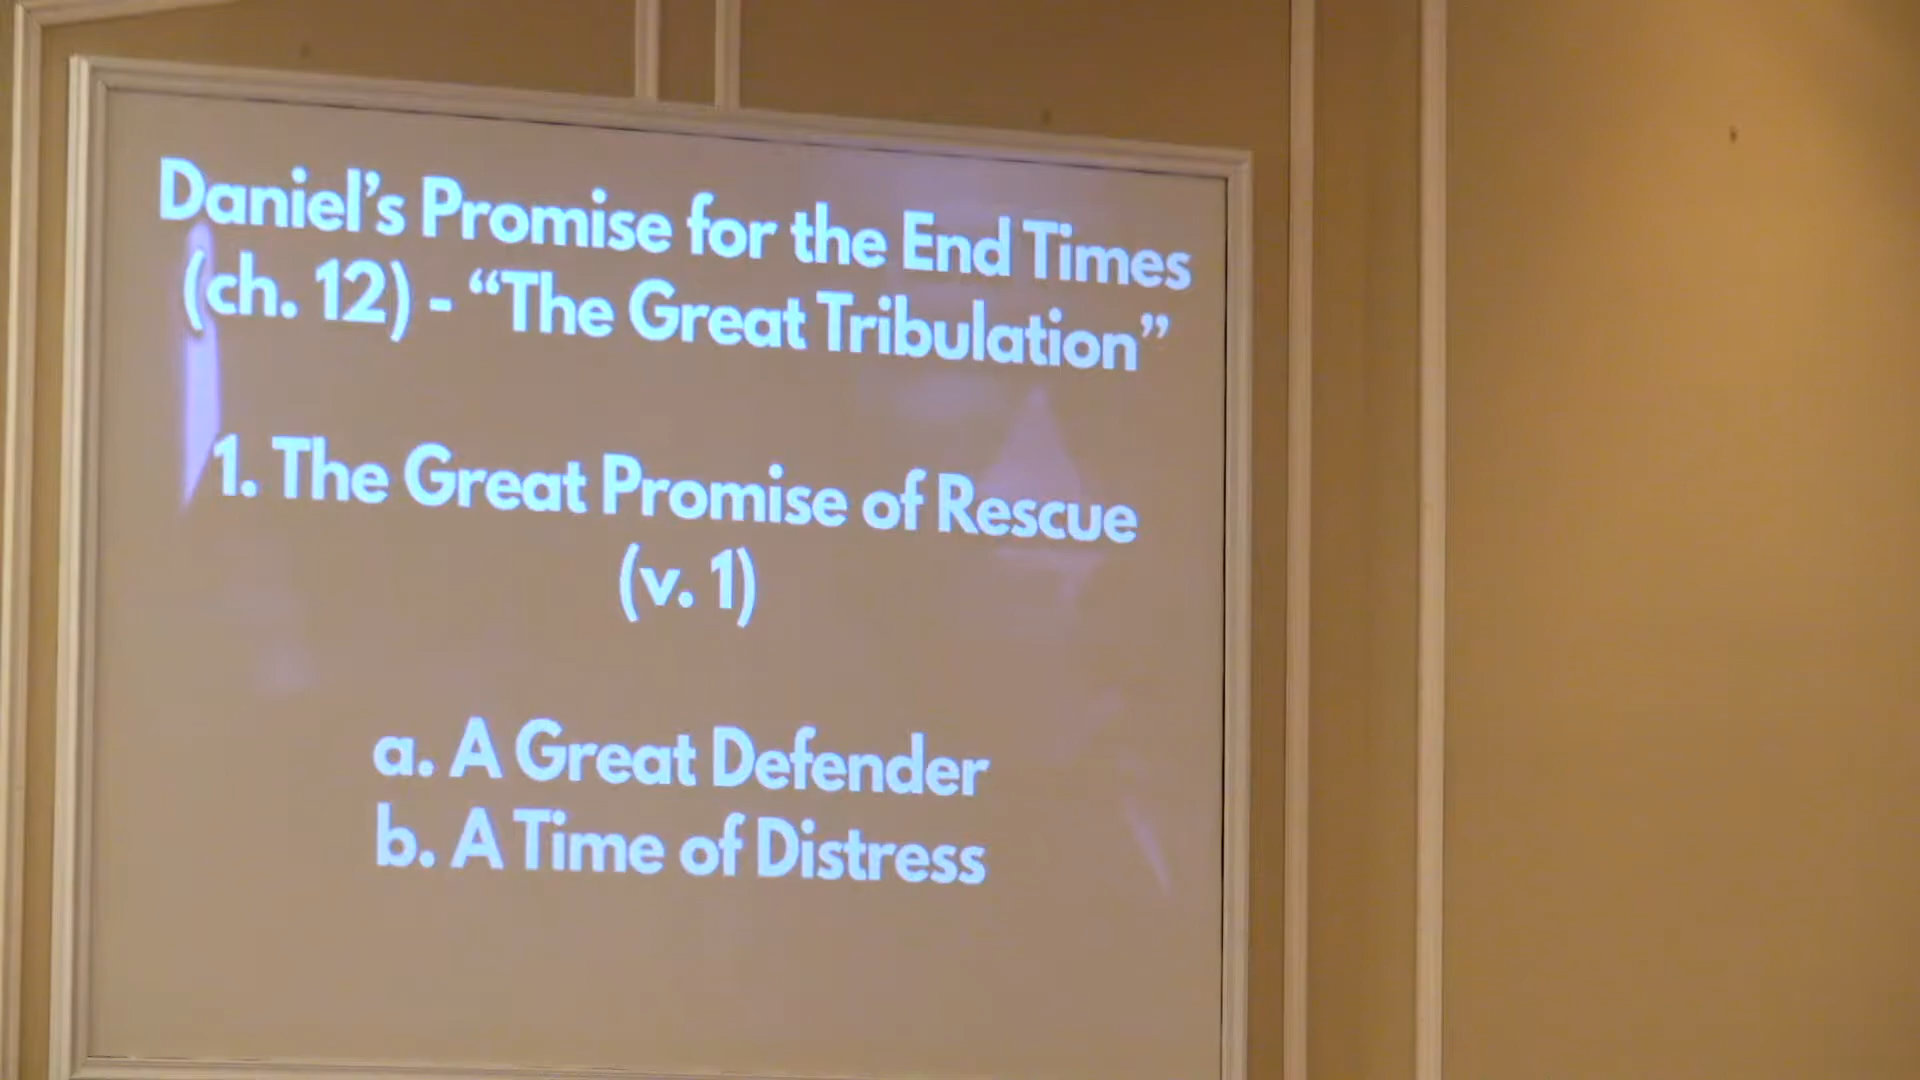 Daniel’s Promise for the End Times
(ch. 12) - “The Great Tribulation”
1. The Great Promise of Rescue
(v. 1)
a. A Great Defender
b. A Time of Distress